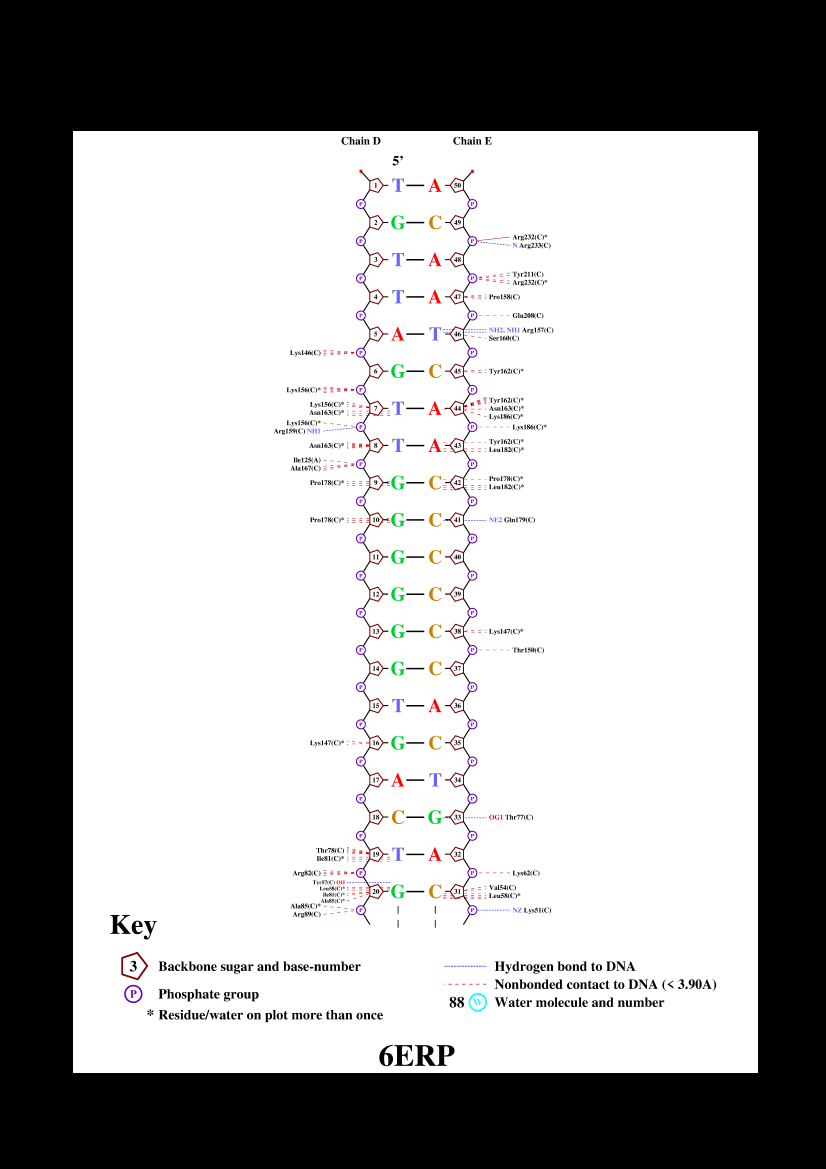 Chain D Chain E
5'
1 T A 50
P P
2 G C 49
P P Arg232(C)*
N Arg233(C)
3 T A 48
P P Tyr211(C)
Arg232(C)*
4 T A 47 Pro158(C)
P P Glu208(C)
5 A T 46 NH2, NH1 Arg157(C)
Ser160(C)
Lys146(C) P P
6 G C 45 Tyr162(C)*
Lys156(C)* P P
Lys156(C)* 7 T A 44 Tyr162(C)*
Asn163(C)* Asn163(C)*
Lys186(C)*
Lys156(C)* P P Lys186(C)*
Arg159(C) NH1
Asn163(C)* 8 T A 43 Tyr162(C)*
Leu182(C)*
Ile125(A) P P
Ala167(C)
Pro178(C)* 9 G C 42 Pro178(C)*
Leu182(C)*
P P
Pro178(C)* 10 G C 41 NE2 Gln179(C)
P P
11 G C 40
P P
12 G C 39
P P
13 G C 38 Lys147(C)*
P P Thr150(C)
14 G C 37
P P
15 T A 36
P P
Lys147(C)* 16 G C 35
P P
17 A T 34
P P
18 C G 33 OG1 Thr77(C)
P P
Thr78(C) 19 T A 32
Ile81(C)*
Arg82(C) P P Lys62(C)
Tyr57(C) OH
Leu58(C)* 20 G C 31 Val54(C)
Ile81(C)* Leu58(C)*
Ala85(C)*
Ala85(C)* P P NZ Lys51(C)
Arg89(C)
Key
3 Backbone sugar and base-number
P Phosphate group
* Residue/water on plot more than once
Hydrogen bond to DNA
Nonbonded contact to DNA (< 3.90A)
88 W Water molecule and number
6ERP